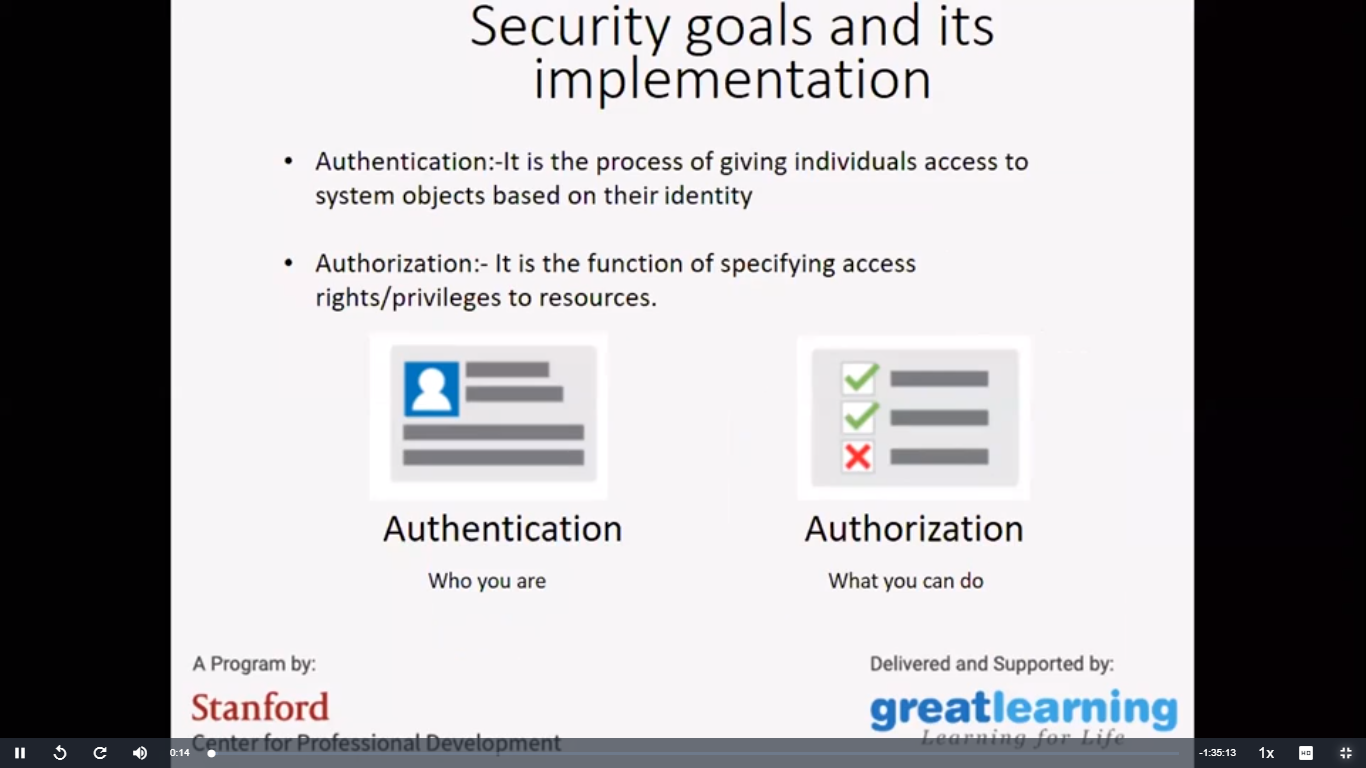 Security goals and its
implementation
• Authentication:-It is the process of giving individuals access to
system objects based on their identity
• Authorization:- It is the function of specifying access
rights/privileges to resources.
Authentication
Authorization
Who you are
What you can do
A Program by:
Delivered and Supported by:
Stanford
greatlearning
Center for Professional Development
Learning for Life
0:14
-1:35:13
1x
HD